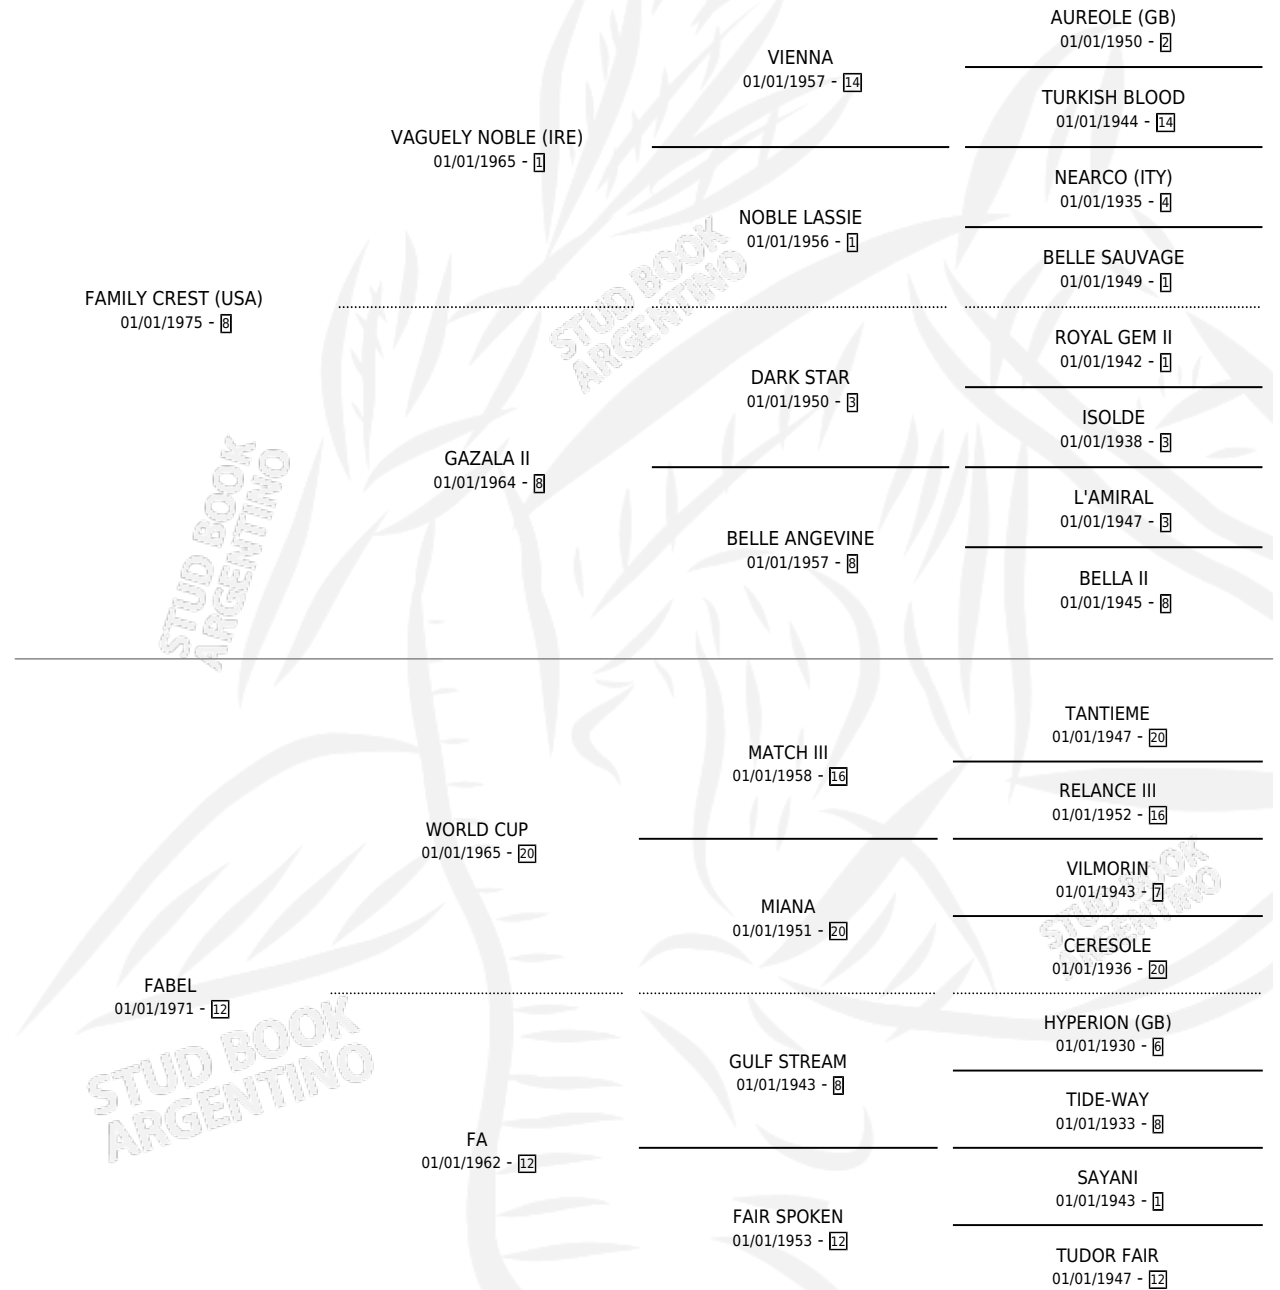 AUREOLE (GB)
01/01/1950 - 2
VIENNA
01/01/1957 - 14
TURKISH BLOOD
01/01/1944 - 14
VAGUELY NOBLE (IRE)
01/01/1965 - 1
NEARCO (ITY)
01/01/1935 - 4
NOBLE LASSIE
01/01/1956 - 1
BELLE SAUVAGE
01/01/1949 - 1
FAMILY CREST (USA)
01/01/1975 - 8
ROYAL GEM II
01/01/1942 - 1
DARK STAR
01/01/1950 - 3
ISOLDE
01/01/1938 - 3
GAZALA II
01/01/1964 - 8
L'AMIRAL
01/01/1947 - 3
BELLE ANGEVINE
01/01/1957 - 8
BELLA II
01/01/1945 - 8
STUD BOOK
ARGENTINO
STUD BOOK
ARGENTINO
TANTIEME
01/01/1947 - 20
MATCH III
01/01/1958 - 16
RELANCE III
01/01/1952 - 16
WORLD CUP
01/01/1965 - 20
VILMORIN
01/01/1943 - 7
MIANA
01/01/1951 - 20
CERESOLE
01/01/1936 - 20
FABEL
01/01/1971 - 12
HYPERION (GB)
01/01/1930 - 6
GULF STREAM
01/01/1943 - 8
TIDE-WAY
01/01/1933 - 8
FA
01/01/1962 - 12
SAYANI
01/01/1943 - 1
FAIR SPOKEN
01/01/1953 - 12
TUDOR FAIR
01/01/1947 - 12
STUD BOOK
ARGENTINO
STUD BOOK
ARGENTINO